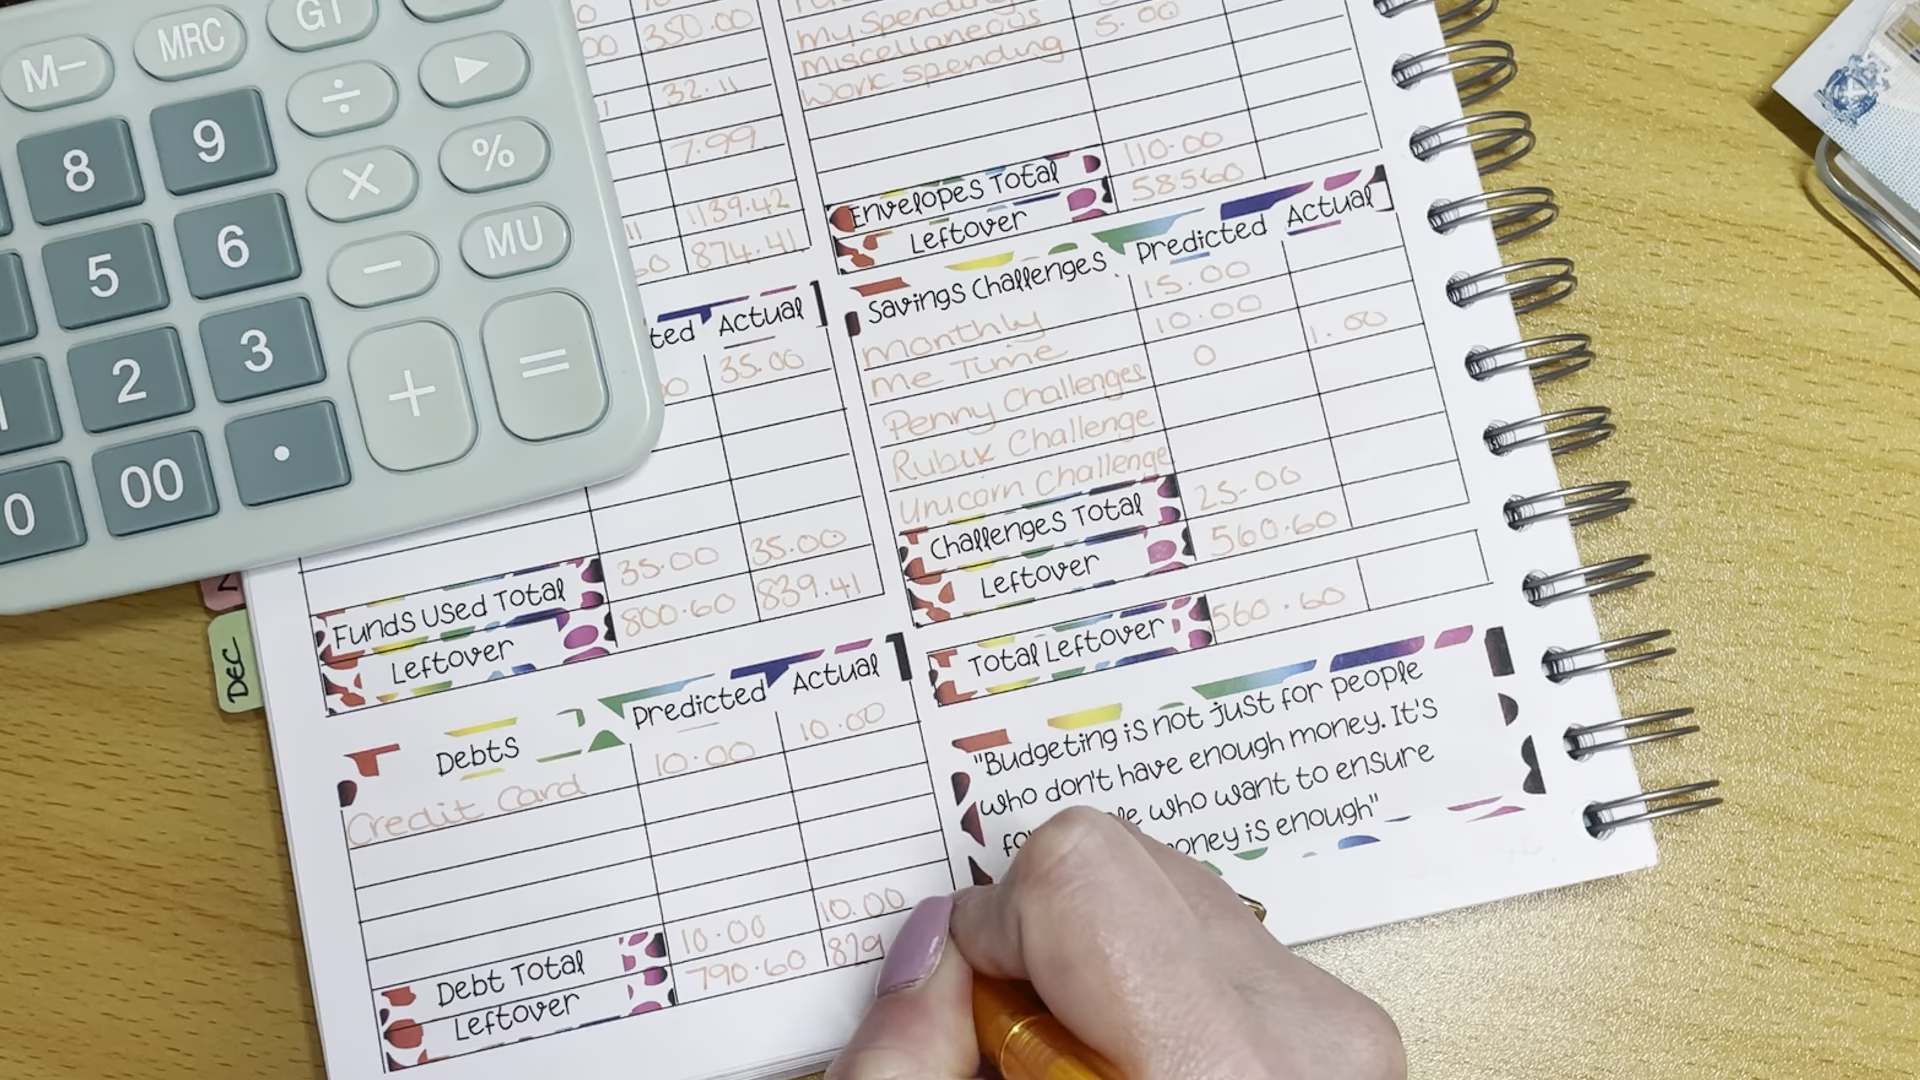 M− MRC GT
8 9 ÷ ▶
5 6 × %
2 3 − MU
0 00 . + =
350.00
32.11
7.99
1139.42
874.41
Actual
35.00
Funds Used Total 35.00 35.00
Leftover 800.60 839.41
DEC
Debts Predicted Actual
Credit Card 10.00 10.00
Debt Total 10.00 10.00
Leftover 790.60 829
My Spending
Miscellaneous 5.00
Work spending
Envelopes Total 110.00
Leftover 585.60
Savings Challenges Predicted Actual
Monthly 15.00
Me Time 10.00
Penny Challenges 0 1.00
Rubix Challenge
Unicorn Challenge
Challenges Total 25.00
Leftover 560.60
Total Leftover 560.60
"Budgeting is not just for people
who don't have enough money. It's
who want to ensure
money is enough"